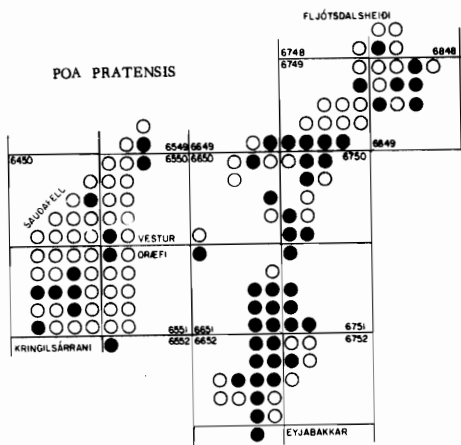 FLJÓTSDALSHEIÐI
6748 6848
6749
POA PRATENSIS
6549 6649 6849
6450 6550 6650 6750
SAUÐAFELL
VESTUR
ÖRÆFI
6551 6651 6751
KRINGILSÁRRANI 6552 6652 6752
EYJABAKKAR